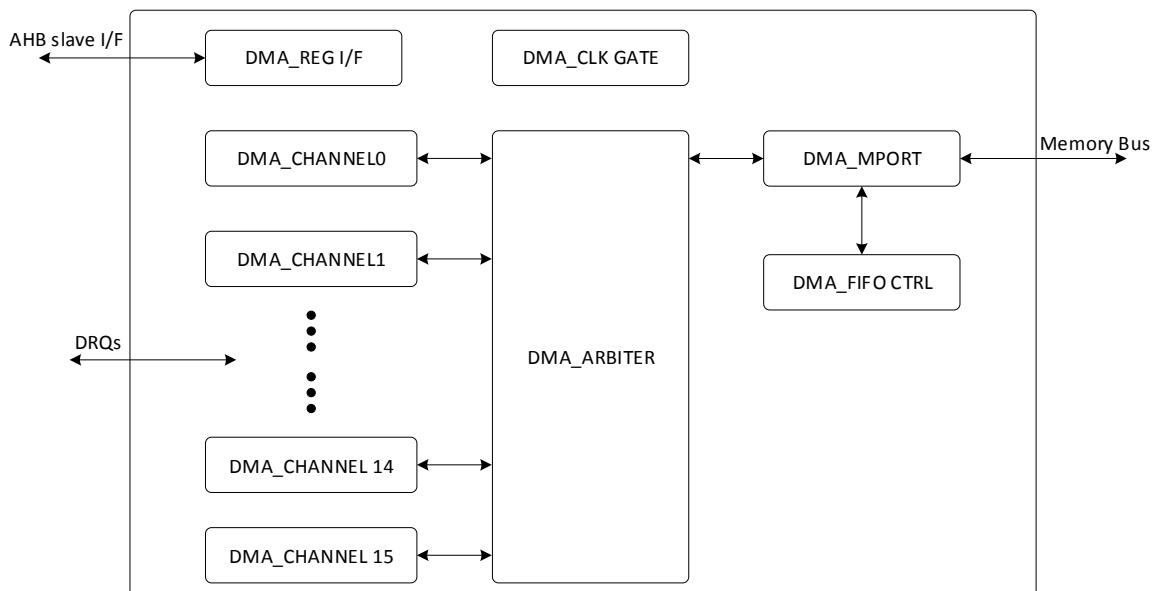 AHB slave I/F
DMA_REG I/F
DMA_CLK GATE
DMA_CHANNEL0
DMA_MPORT
Memory Bus
DMA_CHANNEL1
DMA_FIFO CTRL
DRQs
DMA_ARBITER
DMA_CHANNEL 14
DMA_CHANNEL 15